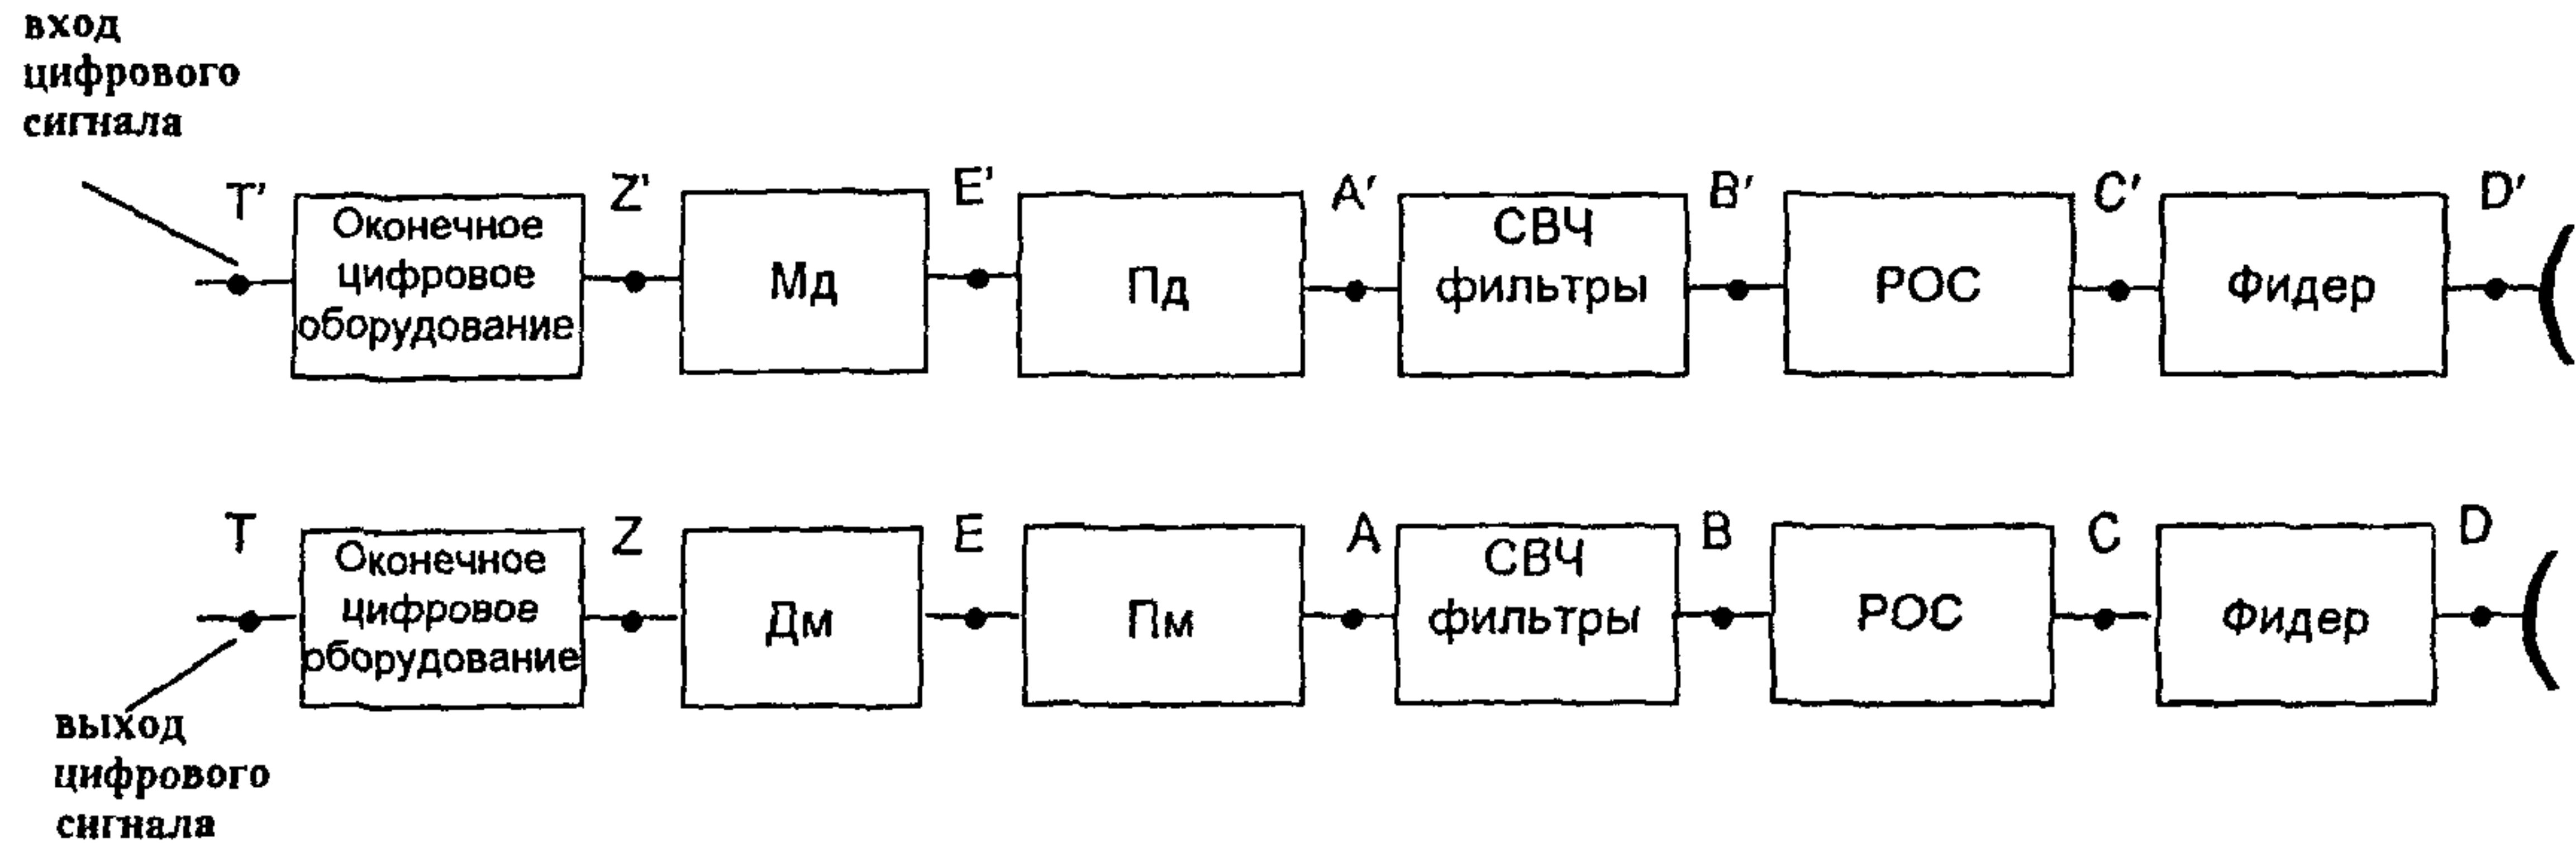 вход
цифрового
сигнала
T'
Z'
E'
A'
B'
C'
D'
Оконечное
цифровое
оборудование
Мд
Пд
СВЧ
фильтры
РОС
Фидер
T
Z
E
A
B
C
D
Оконечное
цифровое
оборудование
Дм
Пм
СВЧ
фильтры
РОС
Фидер
выход
цифрового
сигнала